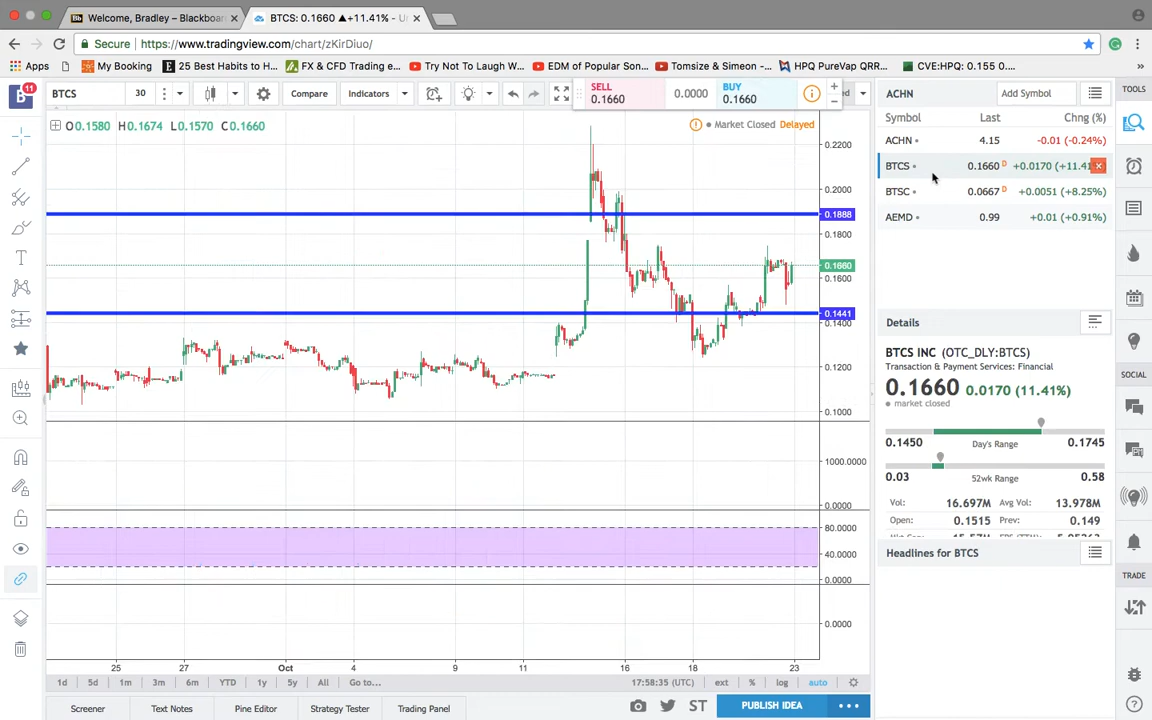 Welcome, Bradley – Blackboard
BTCS: 0.1660 ▲+11.41% - U
Secure
https://www.tradingview.com/chart/zKirDiuo/
Apps
My Booking
25 Best Habits to H...
FX & CFD Trading e...
Try Not To Laugh W...
EDM of Popular Son...
Tomsize & Simeon -...
HPQ PureVap QRR...
CVE:HPQ: 0.155 0....
»
11
BTCS
30
Compare
Indicators
SELL
0.1660
0.0000
BUY
0.1660
ed
O0.1580 H0.1674 L0.1570 C0.1660
Market Closed Delayed
0.2200
0.2000
0.1888
0.1800
0.1660
0.1600
0.1441
0.1400
0.1200
0.1000
1000.0000
0.0000
80.0000
40.0000
0.0000
0.0000
25 27 Oct 4 9 11 16 18 23
1d 5d 1m 3m 6m YTD 1y 5y All Go to...
17:58:35 (UTC)
ext % log auto
Screener
Text Notes
Pine Editor
Strategy Tester
Trading Panel
ST
PUBLISH IDEA
ACHN
Add Symbol
Symbol Last Chng (%)
ACHN 4.15 -0.01 (-0.24%)
BTCS 0.1660 D +0.0170 (+11.41
BTSC 0.0667 D +0.0051 (+8.25%)
AEMD 0.99 +0.01 (+0.91%)
Details
BTCS INC (OTC_DLY:BTCS)
Transaction & Payment Services: Financial
0.1660 0.0170 (11.41%)
market closed
0.1450 Day's Range 0.1745
0.03 52wk Range 0.58
Vol: 16.697M Avg Vol: 13.978M
Open: 0.1515 Prev: 0.149
Headlines for BTCS
TOOLS
SOCIAL
TRADE